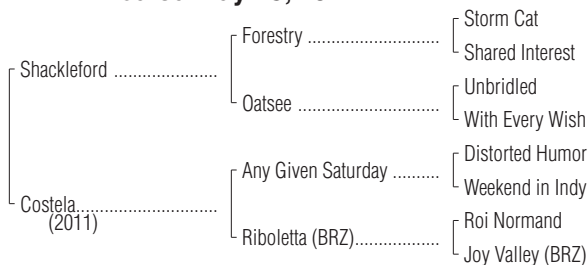 Storm Cat
Forestry
Shared Interest
Shackleford
Unbridled
Oatsee
With Every Wish
Distorted Humor
Any Given Saturday
Weekend in Indy
Costela
(2011)
Roi Normand
Riboletta (BRZ)
Joy Valley (BRZ)